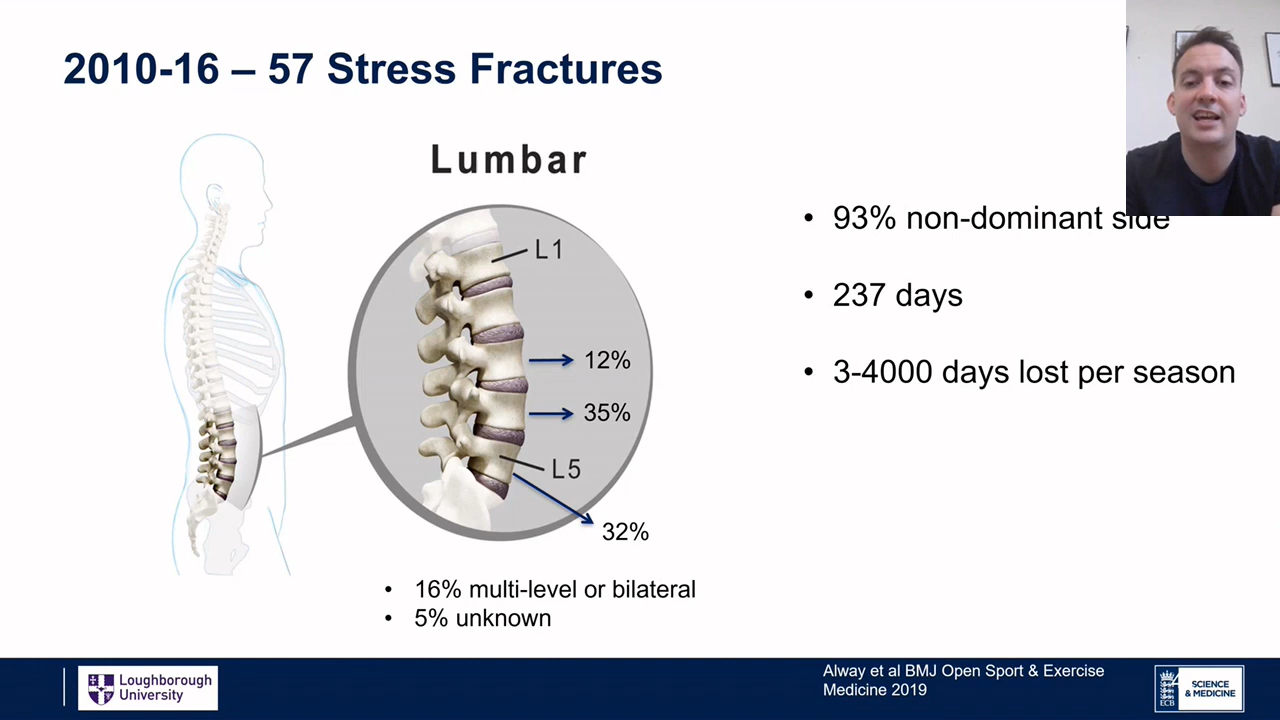 2010-16 – 57 Stress Fractures
Lumbar
L1
12%
35%
L5
32%
• 16% multi-level or bilateral
• 5% unknown
• 93% non-dominant side
• 237 days
• 3-4000 days lost per season
Loughborough
University
Alway et al BMJ Open Sport & Exercise
Medicine 2019
ECB
SCIENCE
& MEDICINE